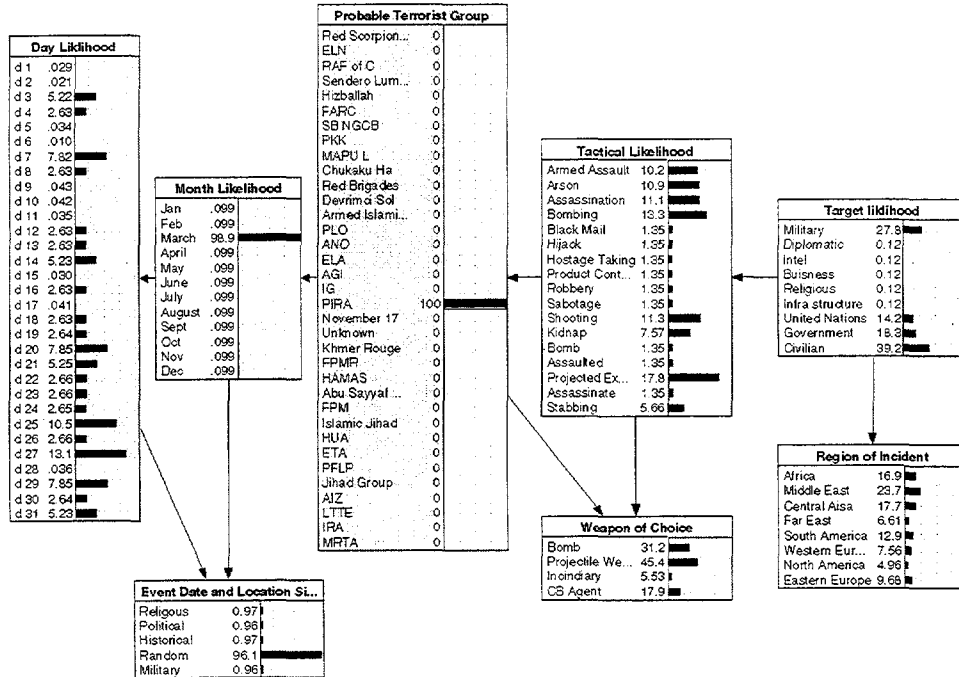 Day Liklihood
d 1 .029
d 2 .021
d 3 5.22
d 4 2.63
d 5 .034
d 6 .010
d 7 7.82
d 8 2.63
d 9 .043
d 10 .042
d 11 .035
d 12 2.63
d 13 2.63
d 14 5.23
d 15 .030
d 16 2.63
d 17 .041
d 18 2.63
d 19 2.64
d 20 7.85
d 21 5.25
d 22 2.66
d 23 2.66
d 24 2.65
d 25 10.5
d 26 2.66
d 27 13.1
d 28 .036
d 29 7.85
d 30 2.64
d 31 5.23
Month Likelihood
Jan .099
Feb .099
March 98.9
April .099
May .099
June .099
July .099
August .099
Sept .099
Oct .099
Nov .099
Dec .099
Event Date and Location Si...
Religous 0.97
Political 0.96
Historical 0.97
Random 96.1
Military 0.96
Probable Terrorist Group
Red Scorpion... 0
ELN 0
RAF of C 0
Sendero Lum... 0
Hizballah 0
FARC 0
SB NGCB 0
PKK 0
MAPU L 0
Chukaku Ha 0
Red Brigades 0
Devrimci Sol 0
Armed Islami... 0
PLO 0
ANO 0
ELA 0
AGI 0
IG 0
PIRA 100
November 17 0
Unknown 0
Khmer Rouge 0
FPMR 0
HAMAS 0
Abu Sayyaf ... 0
FPM 0
Islamic Jihad 0
HUA 0
ETA 0
PFLP 0
Jihad Group 0
AIZ 0
LTTE 0
IRA 0
MRTA 0
Tactical Likelihood
Armed Assault 10.2
Arson 10.9
Assassination 11.1
Bombing 13.3
Black Mail 1.35
Hijack 1.35
Hostage Taking 1.35
Product Cont... 1.35
Robbery 1.35
Sabotage 1.35
Shooting 11.3
Kidnap 7.57
Bomb 1.35
Assaulted 1.35
Projected Ex... 17.8
Assassinate 1.35
Stabbing 5.66
Weapon of Choice
Bomb 31.2
Projectile We... 45.4
Incindiary 5.53
CB Agent 17.9
Target liklihood
Military 27.8
Diplomatic 0.12
Intel 0.12
Buisness 0.12
Religious 0.12
Infra structure 0.12
United Nations 14.2
Government 18.3
Civilian 39.2
Region of Incident
Africa 16.9
Middle East 23.7
Central Aisa 17.7
Far East 6.61
South America 12.9
Western Eur... 7.56
North America 4.96
Eastern Europe 9.68